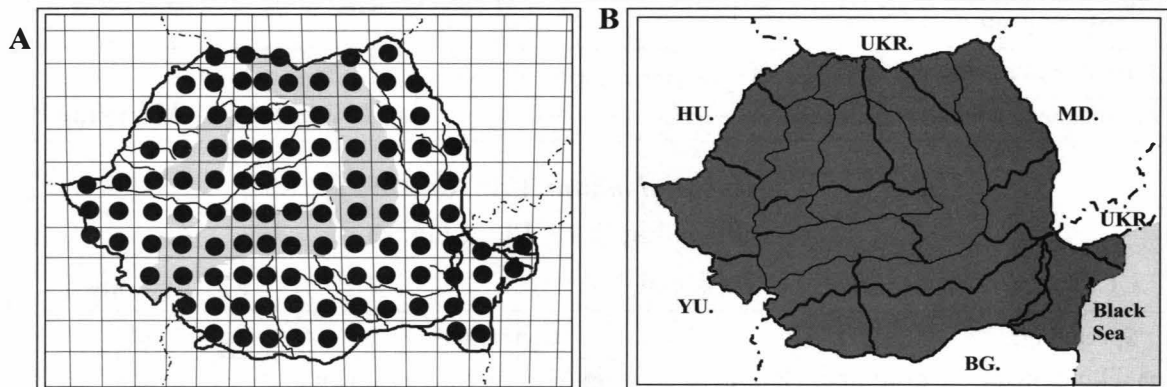 A
B
UKR.
HU.
MD.
UKR.
YU.
Black
Sea
BG.